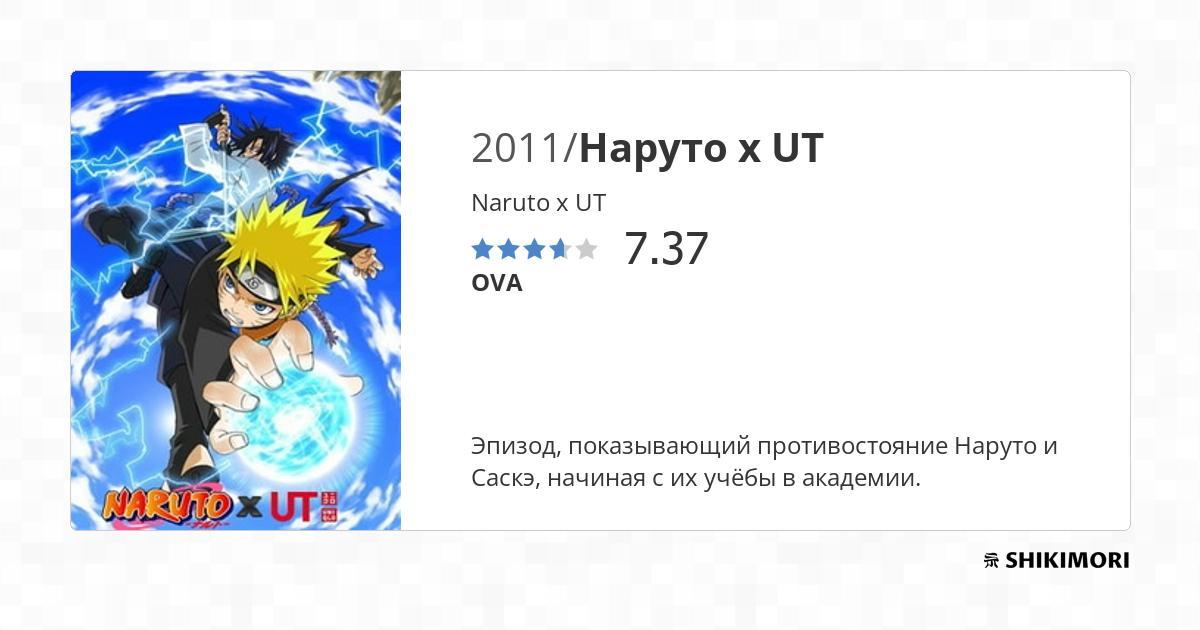 2011/Наруто x UT
Naruto x UT
7.37
OVA
Эпизод, показывающий противостояние Наруто и
Саскэ, начиная с их учёбы в академии.
NARUTO X UT
SHIKIMORI